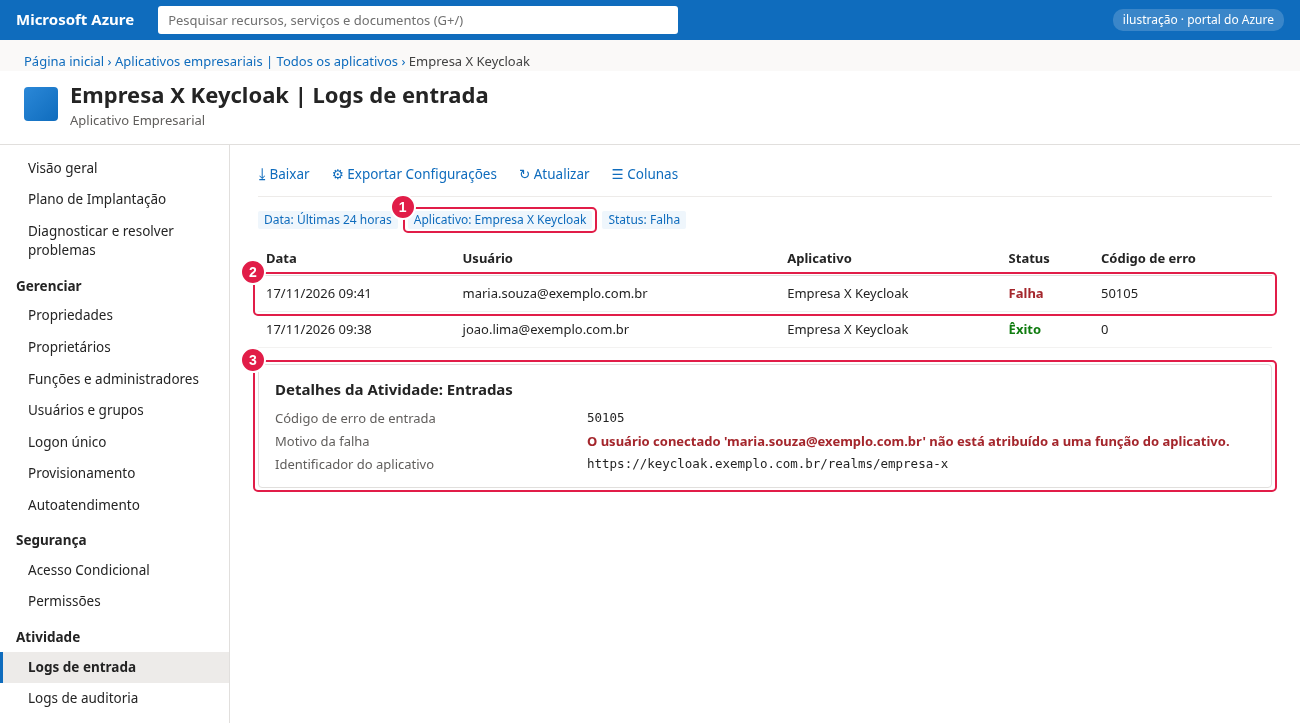 Microsoft Azure
Pesquisar recursos, serviços e documentos (G+/)
ilustração · portal do Azure
Página inicial › Aplicativos empresariais | Todos os aplicativos › Empresa X Keycloak
Empresa X Keycloak | Logs de entrada
Aplicativo Empresarial
Visão geral
Plano de Implantação
Diagnosticar e resolver
problemas
Gerenciar
Propriedades
Proprietários
Funções e administradores
Usuários e grupos
Logon único
Provisionamento
Autoatendimento
Segurança
Acesso Condicional
Permissões
Atividade
Logs de entrada
Logs de auditoria
⤓ Baixar ⚙ Exportar Configurações ↻ Atualizar ☰ Colunas
1
Data: Últimas 24 horas Aplicativo: Empresa X Keycloak Status: Falha
Data Usuário Aplicativo Status Código de erro
2
17/11/2026 09:41 maria.souza@exemplo.com.br Empresa X Keycloak Falha 50105
17/11/2026 09:38 joao.lima@exemplo.com.br Empresa X Keycloak Êxito 0
3
Detalhes da Atividade: Entradas
Código de erro de entrada 50105
Motivo da falha O usuário conectado 'maria.souza@exemplo.com.br' não está atribuído a uma função do aplicativo.
Identificador do aplicativo https://keycloak.exemplo.com.br/realms/empresa-x